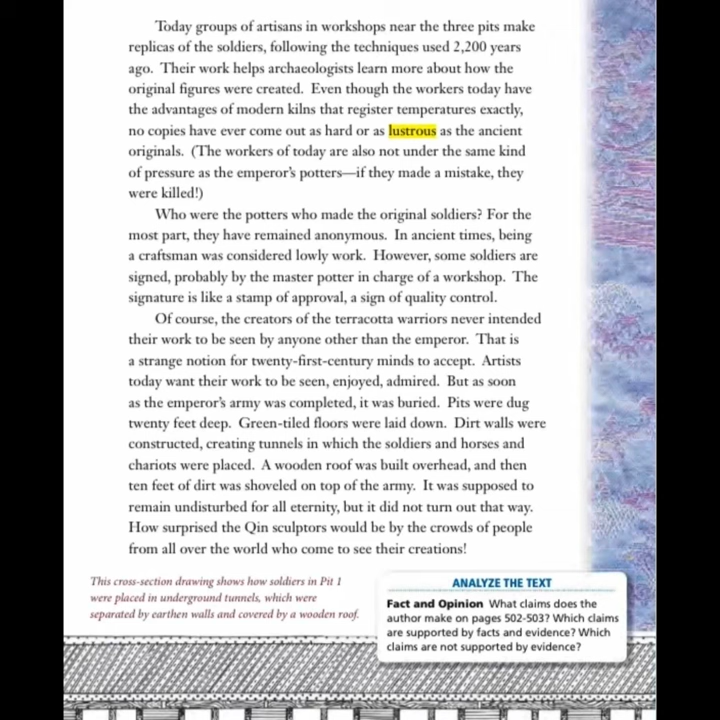 Today groups of artisans in workshops near the three pits make
replicas of the soldiers, following the techniques used 2,200 years
ago. Their work helps archaeologists learn more about how the
original figures were created. Even though the workers today have
the advantages of modern kilns that register temperatures exactly,
no copies have ever come out as hard or as lustrous as the ancient
originals. (The workers of today are also not under the same kind
of pressure as the emperor's potters—if they made a mistake, they
were killed!)
Who were the potters who made the original soldiers? For the
most part, they have remained anonymous. In ancient times, being
a craftsman was considered lowly work. However, some soldiers are
signed, probably by the master potter in charge of a workshop. The
signature is like a stamp of approval, a sign of quality control.
Of course, the creators of the terracotta warriors never intended
their work to be seen by anyone other than the emperor. That is
a strange notion for twenty-first-century minds to accept. Artists
today want their work to be seen, enjoyed, admired. But as soon
as the emperor's army was completed, it was buried. Pits were dug
twenty feet deep. Green-tiled floors were laid down. Dirt walls were
constructed, creating tunnels in which the soldiers and horses and
chariots were placed. A wooden roof was built overhead, and then
ten feet of dirt was shoveled on top of the army. It was supposed to
remain undisturbed for all eternity, but it did not turn out that way.
How surprised the Qin sculptors would be by the crowds of people
from all over the world who come to see their creations!
This cross-section drawing shows how soldiers in Pit 1
were placed in underground tunnels, which were
separated by earthen walls and covered by a wooden roof.
ANALYZE THE TEXT
Fact and Opinion What claims does the
author make on pages 502-503? Which claims
are supported by facts and evidence? Which
claims are not supported by evidence?